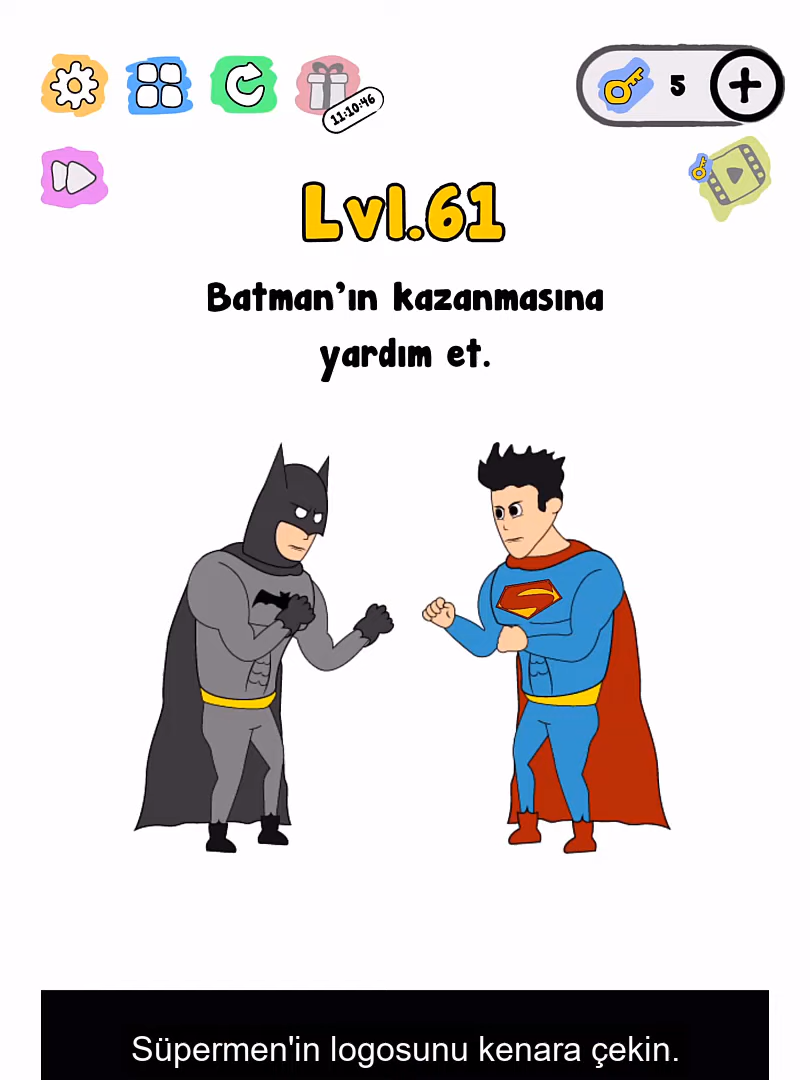 11:10:46
5
Lvl.61
Batman'ın kazanmasına
yardım et.
Süpermen'in logosunu kenara çekin.